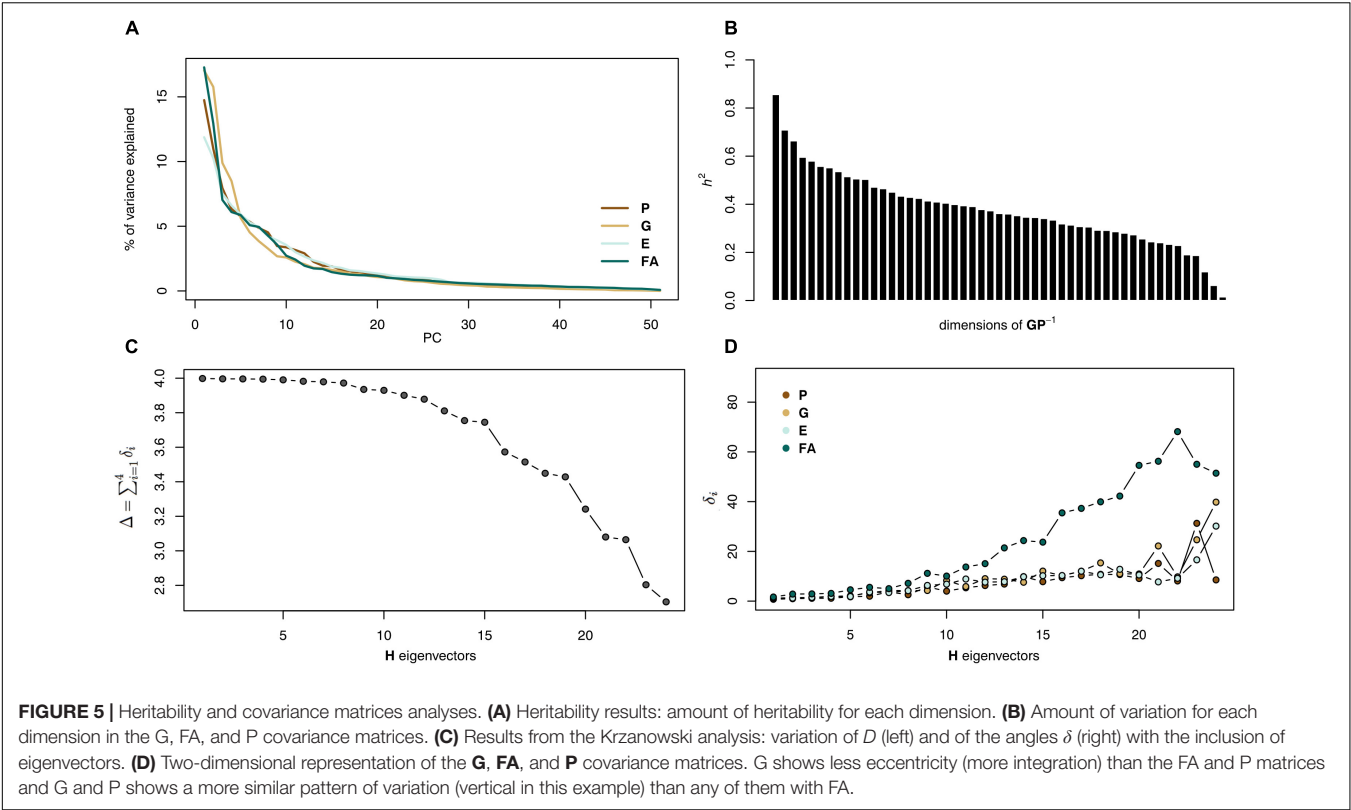 A
% of variance explained
15
10
5
0
P
G
E
FA
0
10
20
30
40
50
PC
B
h²
1.0
0.8
0.6
0.4
0.2
0.0
dimensions of GP⁻¹
C
Δ = ∑⁴ᵢ₌₁ δᵢ
4.0
3.8
3.6
3.4
3.2
3.0
2.8
5
10
15
20
H eigenvectors
D
δᵢ
80
60
40
20
0
P
G
E
FA
5
10
15
20
H eigenvectors
FIGURE 5 | Heritability and covariance matrices analyses. (A) Heritability results: amount of heritability for each dimension. (B) Amount of variation for each
dimension in the G, FA, and P covariance matrices. (C) Results from the Krzanowski analysis: variation of D (left) and of the angles δ (right) with the inclusion of
eigenvectors. (D) Two-dimensional representation of the G, FA, and P covariance matrices. G shows less eccentricity (more integration) than the FA and P matrices
and G and P shows a more similar pattern of variation (vertical in this example) than any of them with FA.